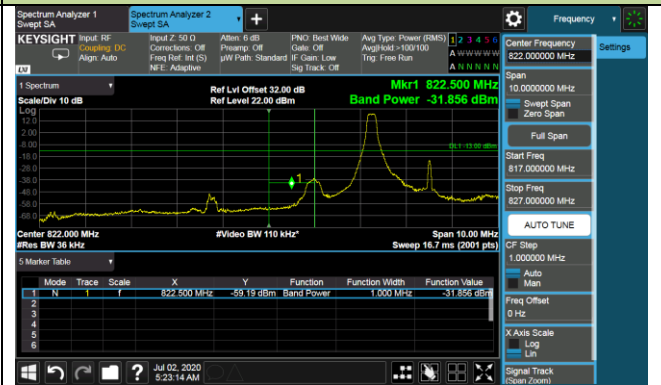 Spectrum Analyzer 1
Swept SA
Spectrum Analyzer 2
Swept SA
+
Frequency
KEYSIGHT
Input: RF
Coupling: DC
Align: Auto
Input Z: 50 Ω
Corrections: Off
Freq Ref: Int (S)
NFE: Adaptive
Atten: 6 dB
Preamp: Off
µW Path: Standard
PNO: Best Wide
Gate: Off
IF Gain: Low
Sig Track: Off
Avg Type: Power (RMS)
Avg|Hold:>100/100
Trig: Free Run
1 2 3 4 5 6
A W W W W W
A N N N N N
LXI
1 Spectrum
Scale/Div 10 dB
Ref Lvl Offset 32.00 dB
Ref Level 22.00 dBm
Mkr1 822.500 MHz
Band Power -31.856 dBm
Log
12.0
2.00
-8.00
-18.0
-28.0
-38.0
-48.0
-58.0
-68.0
DL1 -13.00 dBm
1
Center 822.000 MHz
#Res BW 36 kHz
#Video BW 110 kHz*
Span 10.00 MHz
Sweep 16.7 ms (2001 pts)
5 Marker Table
Mode Trace Scale X Y Function Function Width Function Value
1 N 1 f 822.500 MHz -59.19 dBm Band Power 1.000 MHz -31.856 dBm
2
3
4
5
6
Jul 02, 2020
5:23:14 AM
Center Frequency
822.000000 MHz
Settings
Span
10.0000000 MHz
Swept Span
Zero Span
Full Span
Start Freq
817.000000 MHz
Stop Freq
827.000000 MHz
AUTO TUNE
CF Step
1.000000 MHz
Auto
Man
Freq Offset
0 Hz
X Axis Scale
Log
Lin
Signal Track
(Span Zoom)